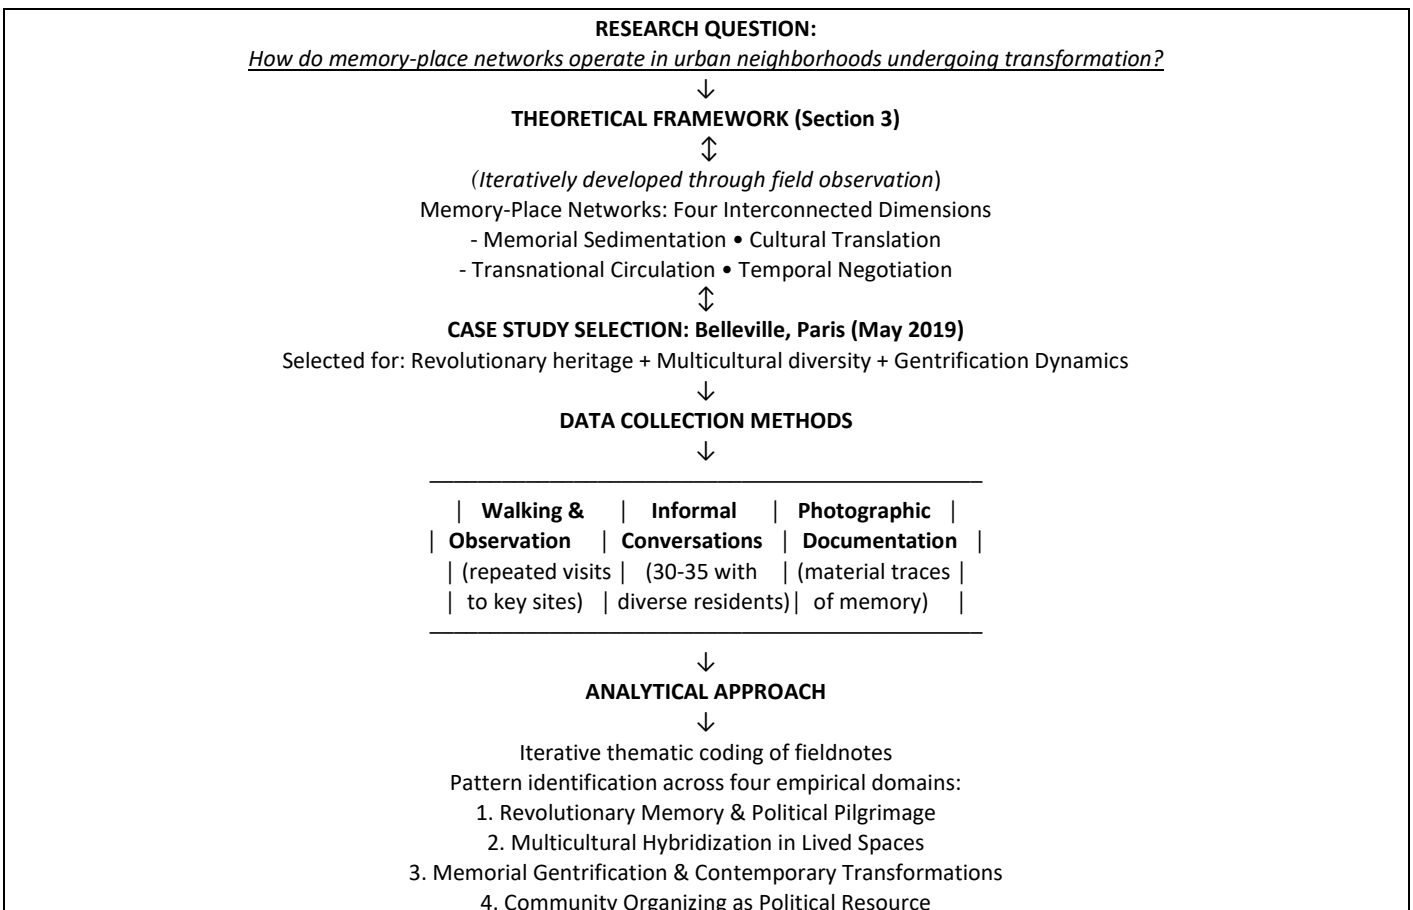 RESEARCH QUESTION:
How do memory-place networks operate in urban neighborhoods undergoing transformation?
↓
THEORETICAL FRAMEWORK (Section 3)
↕
(Iteratively developed through field observation)
Memory-Place Networks: Four Interconnected Dimensions
- Memorial Sedimentation • Cultural Translation
- Transnational Circulation • Temporal Negotiation
↕
CASE STUDY SELECTION: Belleville, Paris (May 2019)
Selected for: Revolutionary heritage + Multicultural diversity + Gentrification Dynamics
↓
DATA COLLECTION METHODS
↓
| Walking & | Informal | Photographic |
| Observation | Conversations | Documentation |
| (repeated visits | (30-35 with | (material traces |
| to key sites) | diverse residents) | of memory) |
↓
ANALYTICAL APPROACH
↓
Iterative thematic coding of fieldnotes
Pattern identification across four empirical domains:
1. Revolutionary Memory & Political Pilgrimage
2. Multicultural Hybridization in Lived Spaces
3. Memorial Gentrification & Contemporary Transformations
4. Community Organizing as Political Resource